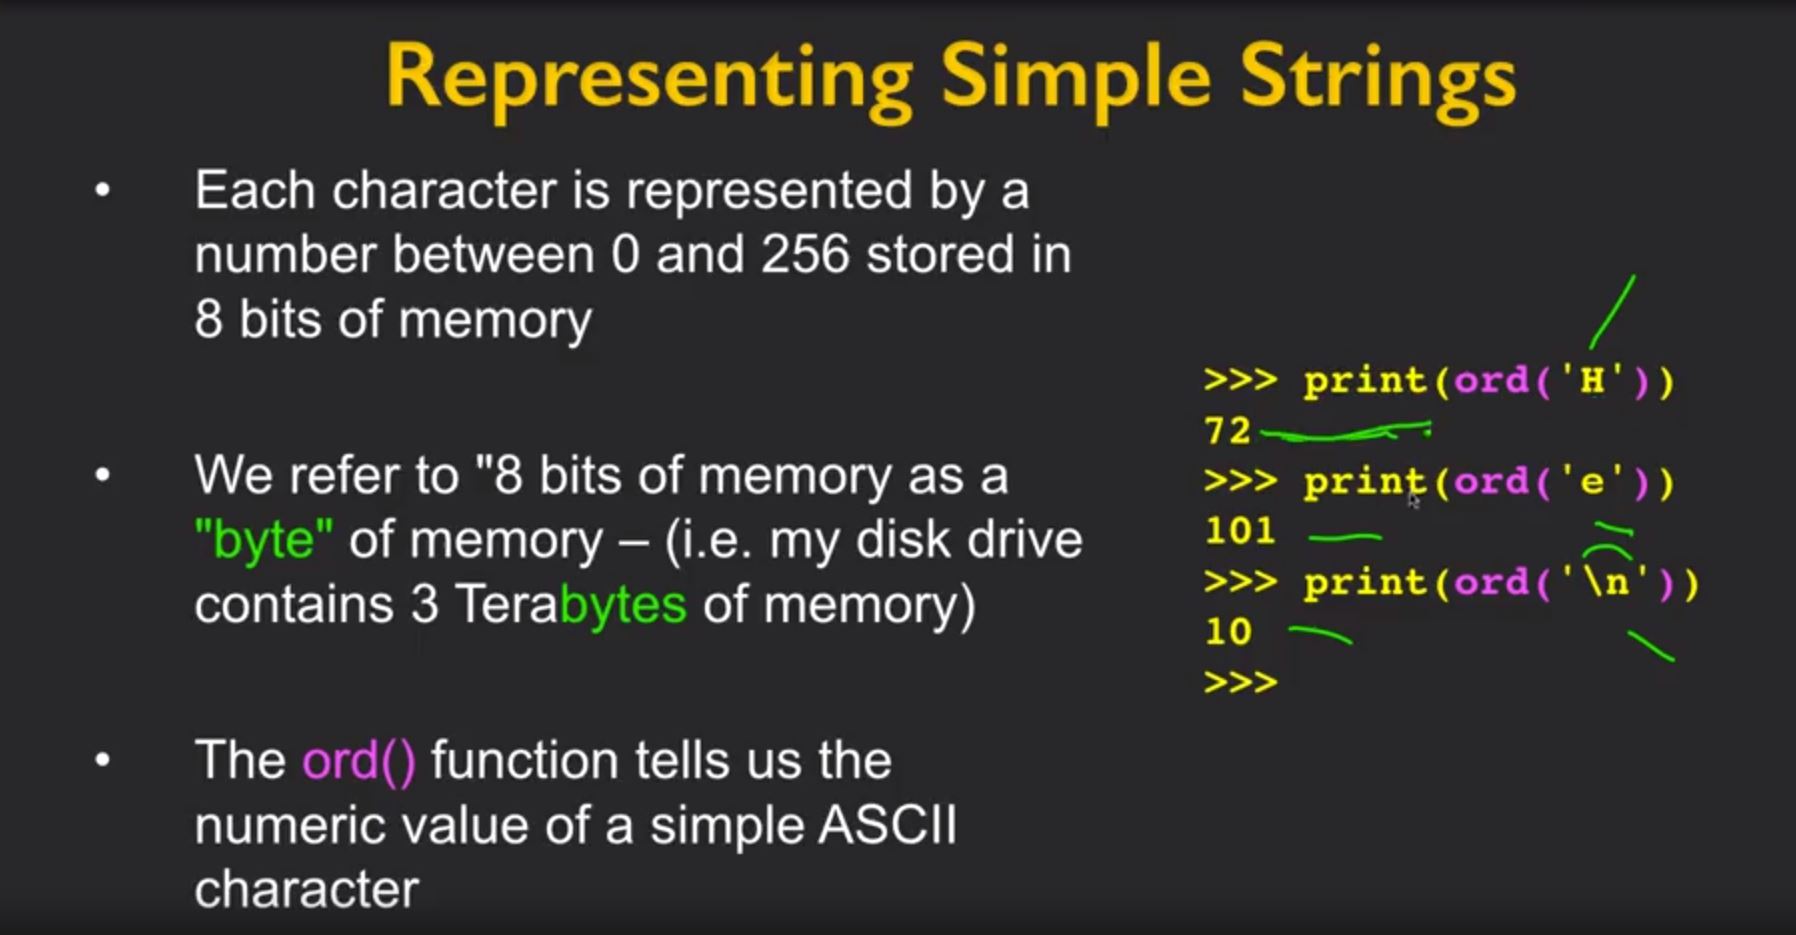 Representing Simple Strings
• Each character is represented by a
number between 0 and 256 stored in
8 bits of memory
• We refer to "8 bits of memory as a
"byte" of memory – (i.e. my disk drive
contains 3 Terabytes of memory)
• The ord() function tells us the
numeric value of a simple ASCII
character
>>> print(ord('H'))
72
>>> print(ord('e'))
101
>>> print(ord('\n'))
10
>>>